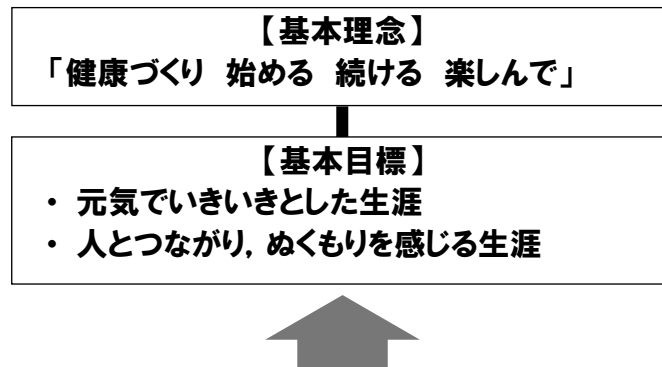 【基本理念】
「健康づくり 始める 続ける 楽しんで」
【基本目標】
・ 元気でいきいきとした生涯
・ 人とつながり，ぬくもりを感じる生涯